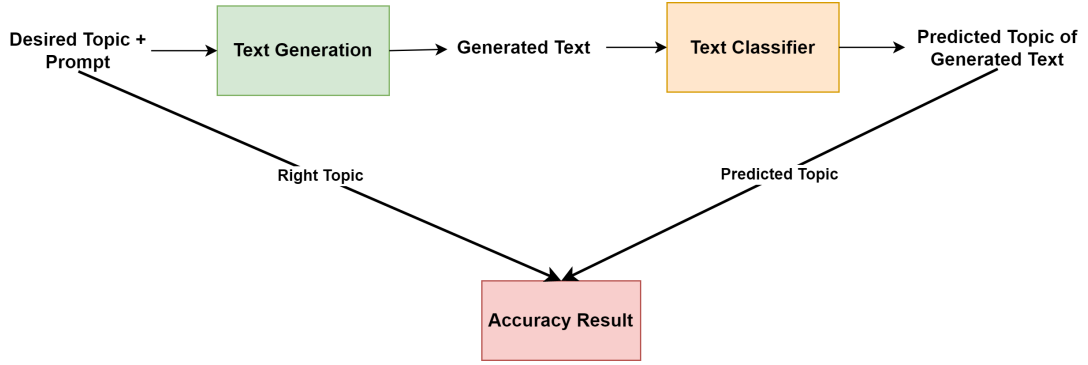 Desired Topic +
Prompt
Text Generation
Generated Text
Text Classifier
Predicted Topic of
Generated Text
Right Topic
Predicted Topic
Accuracy Result